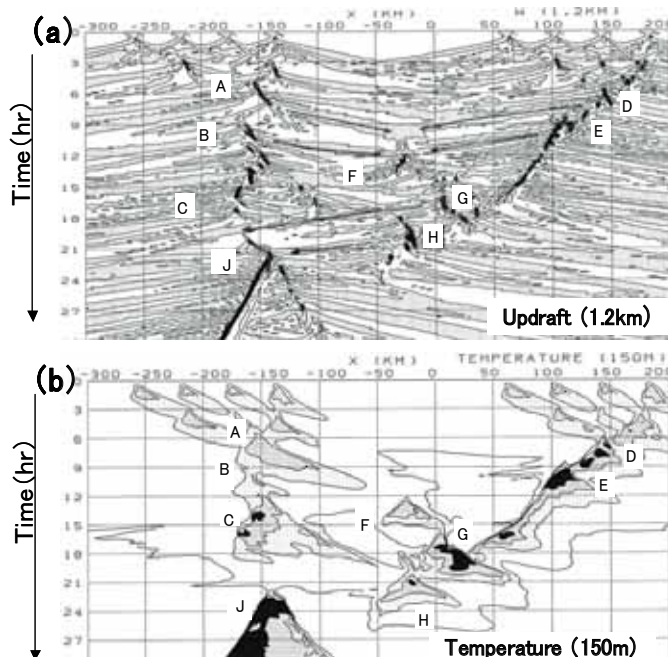 (a)
X (KM) W (1.2KM)
-300 -250 -200 -150 -100 -50 0 50 100 150 200
Time(hr)
0
3
6
9
12
15
18
21
24
27
A
B
C
D
E
F
G
H
J
Updraft (1.2km)
(b)
X (KM) TEMPERATURE (150M)
-300 -250 -200 -150 -100 -50 0 50 100 150 200
Time(hr)
0
3
6
9
12
15
18
21
24
27
A
B
C
D
E
F
G
H
J
Temperature (150m)